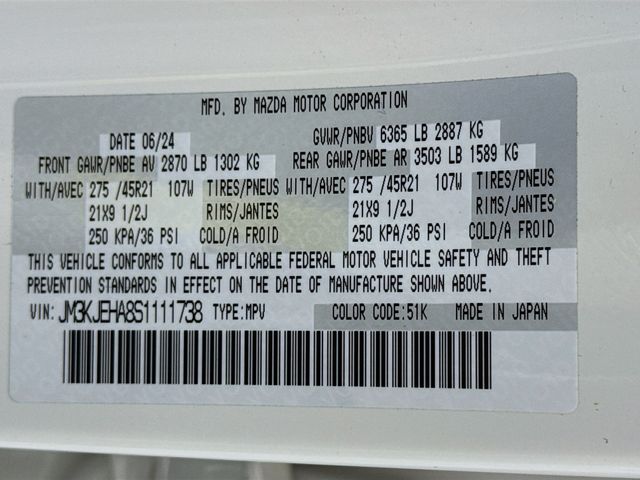 MFD. BY MAZDA MOTOR CORPORATION
DATE 06/24 GVWR/PNBV 6365 LB 2887 KG
FRONT GAWR/PNBE AV 2870 LB 1302 KG REAR GAWR/PNBE AR 3503 LB 1589 KG
WITH/AVEC 275 /45R21 107W TIRES/PNEUS WITH/AVEC 275 /45R21 107W TIRES/PNEUS
21X9 1/2J RIMS/JANTES 21X9 1/2J RIMS/JANTES
250 KPA/36 PSI COLD/A FROID 250 KPA/36 PSI COLD/A FROID
THIS VEHICLE CONFORMS TO ALL APPLICABLE FEDERAL MOTOR VEHICLE SAFETY AND THEFT
PREVENTION STANDARDS IN EFFECT ON THE DATE OF MANUFACTURE SHOWN ABOVE.
VIN: JM3KJEHA8S1111738 TYPE:MPV COLOR CODE:51K MADE IN JAPAN